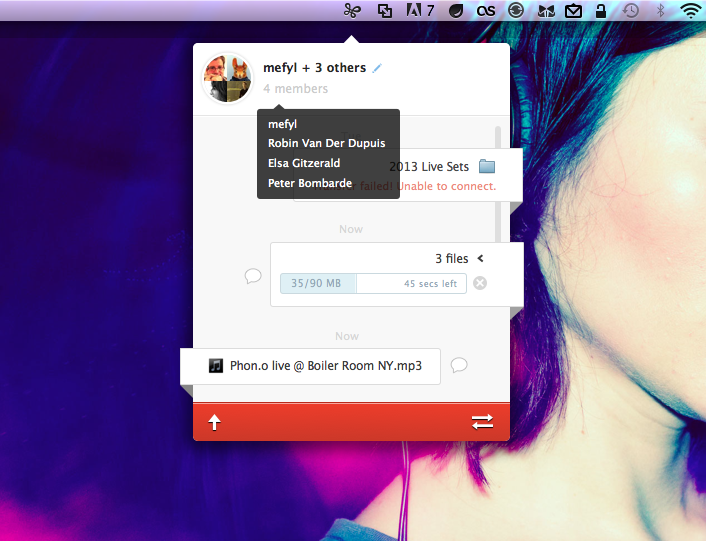 7
mefyl + 3 others
4 members
mefyl
Robin Van Der Dupuis
Elsa Gitzerald
Peter Bombarde
2013 Live Sets
failed! Unable to connect.
Now
3 files
35/90 MB
45 secs left
Now
Phon.o live @ Boiler Room NY.mp3